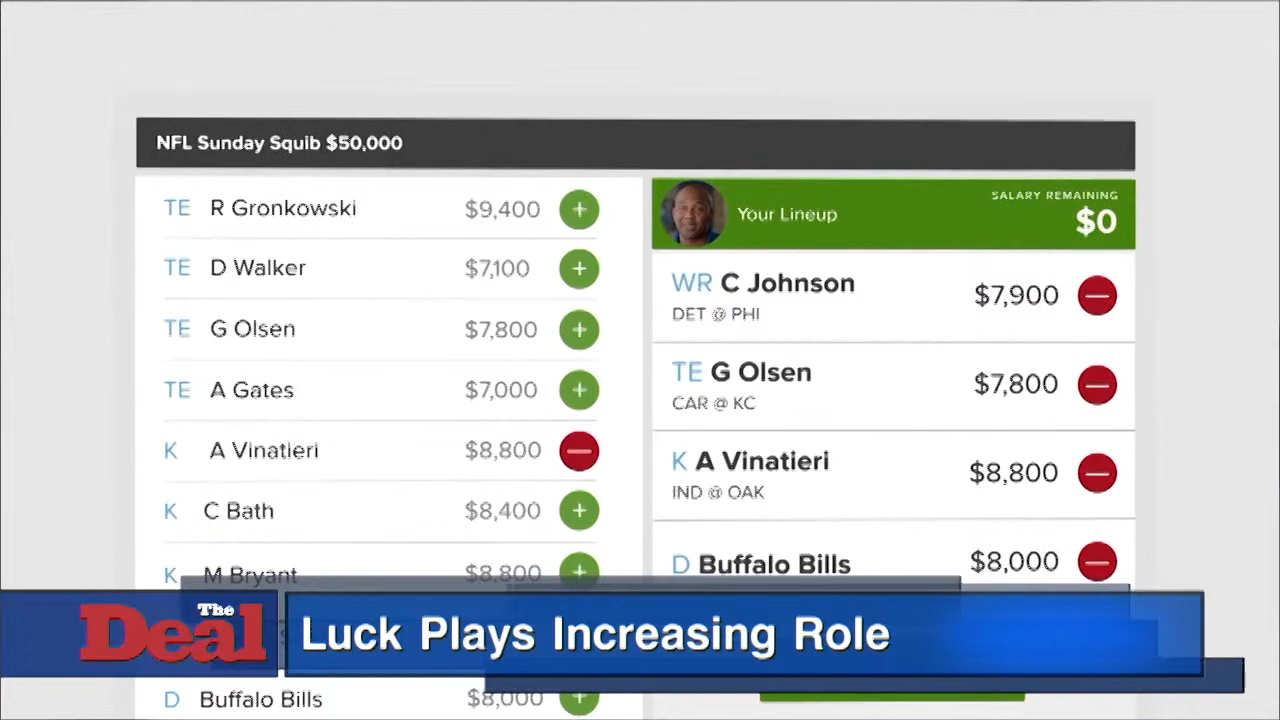 NFL Sunday Squib $50,000
TE R Gronkowski $9,400 +
TE D Walker $7,100 +
TE G Olsen $7,800 +
TE A Gates $7,000 +
K A Vinatieri $8,800 —
K C Bath $8,400 +
K M Bryant $8,800 +
D Buffalo Bills $8,000 +
Your Lineup
SALARY REMAINING
$0
WR C Johnson $7,900 —
DET @ PHI
TE G Olsen $7,800 —
CAR @ KC
K A Vinatieri $8,800 —
IND @ OAK
D Buffalo Bills $8,000 —
The
Deal
Luck Plays Increasing Role